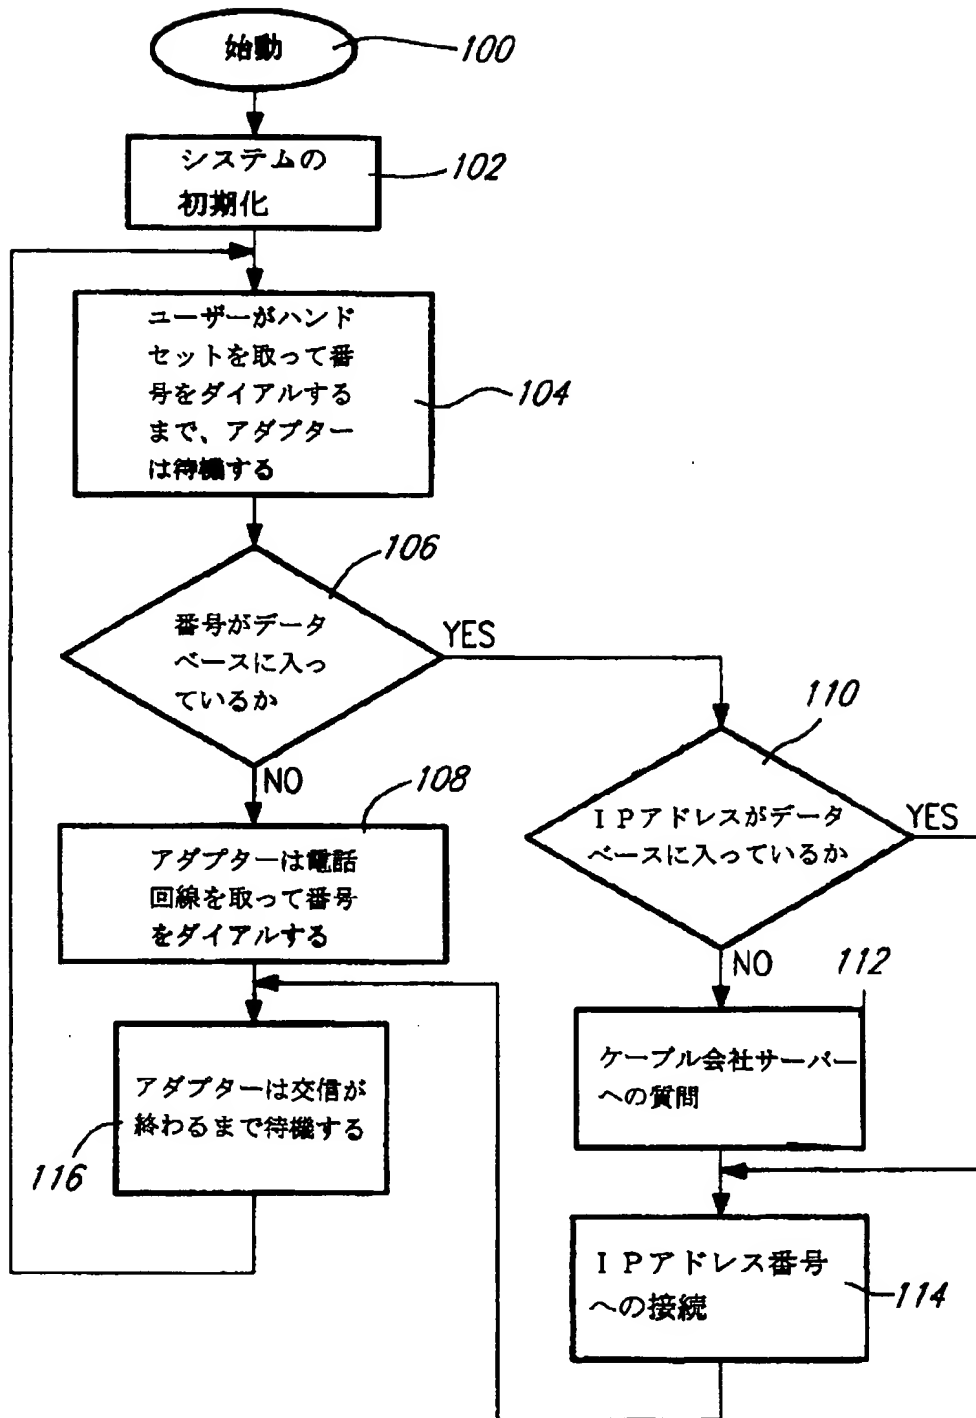 始動
100
システムの
初期化
102
ユーザーがハンド
セットを取って番
号をダイアルする
まで、アダプター
は待機する
104
106
番号がデータ
ベースに入っ
ているか
YES
NO
108
アダプターは電話
回線を取って番号
をダイアルする
110
IPアドレスがデータ
ベースに入っているか
YES
NO
112
ケーブル会社サーバー
への質問
アダプターは交信が
終わるまで待機する
116
IPアドレス番号
への接続
114